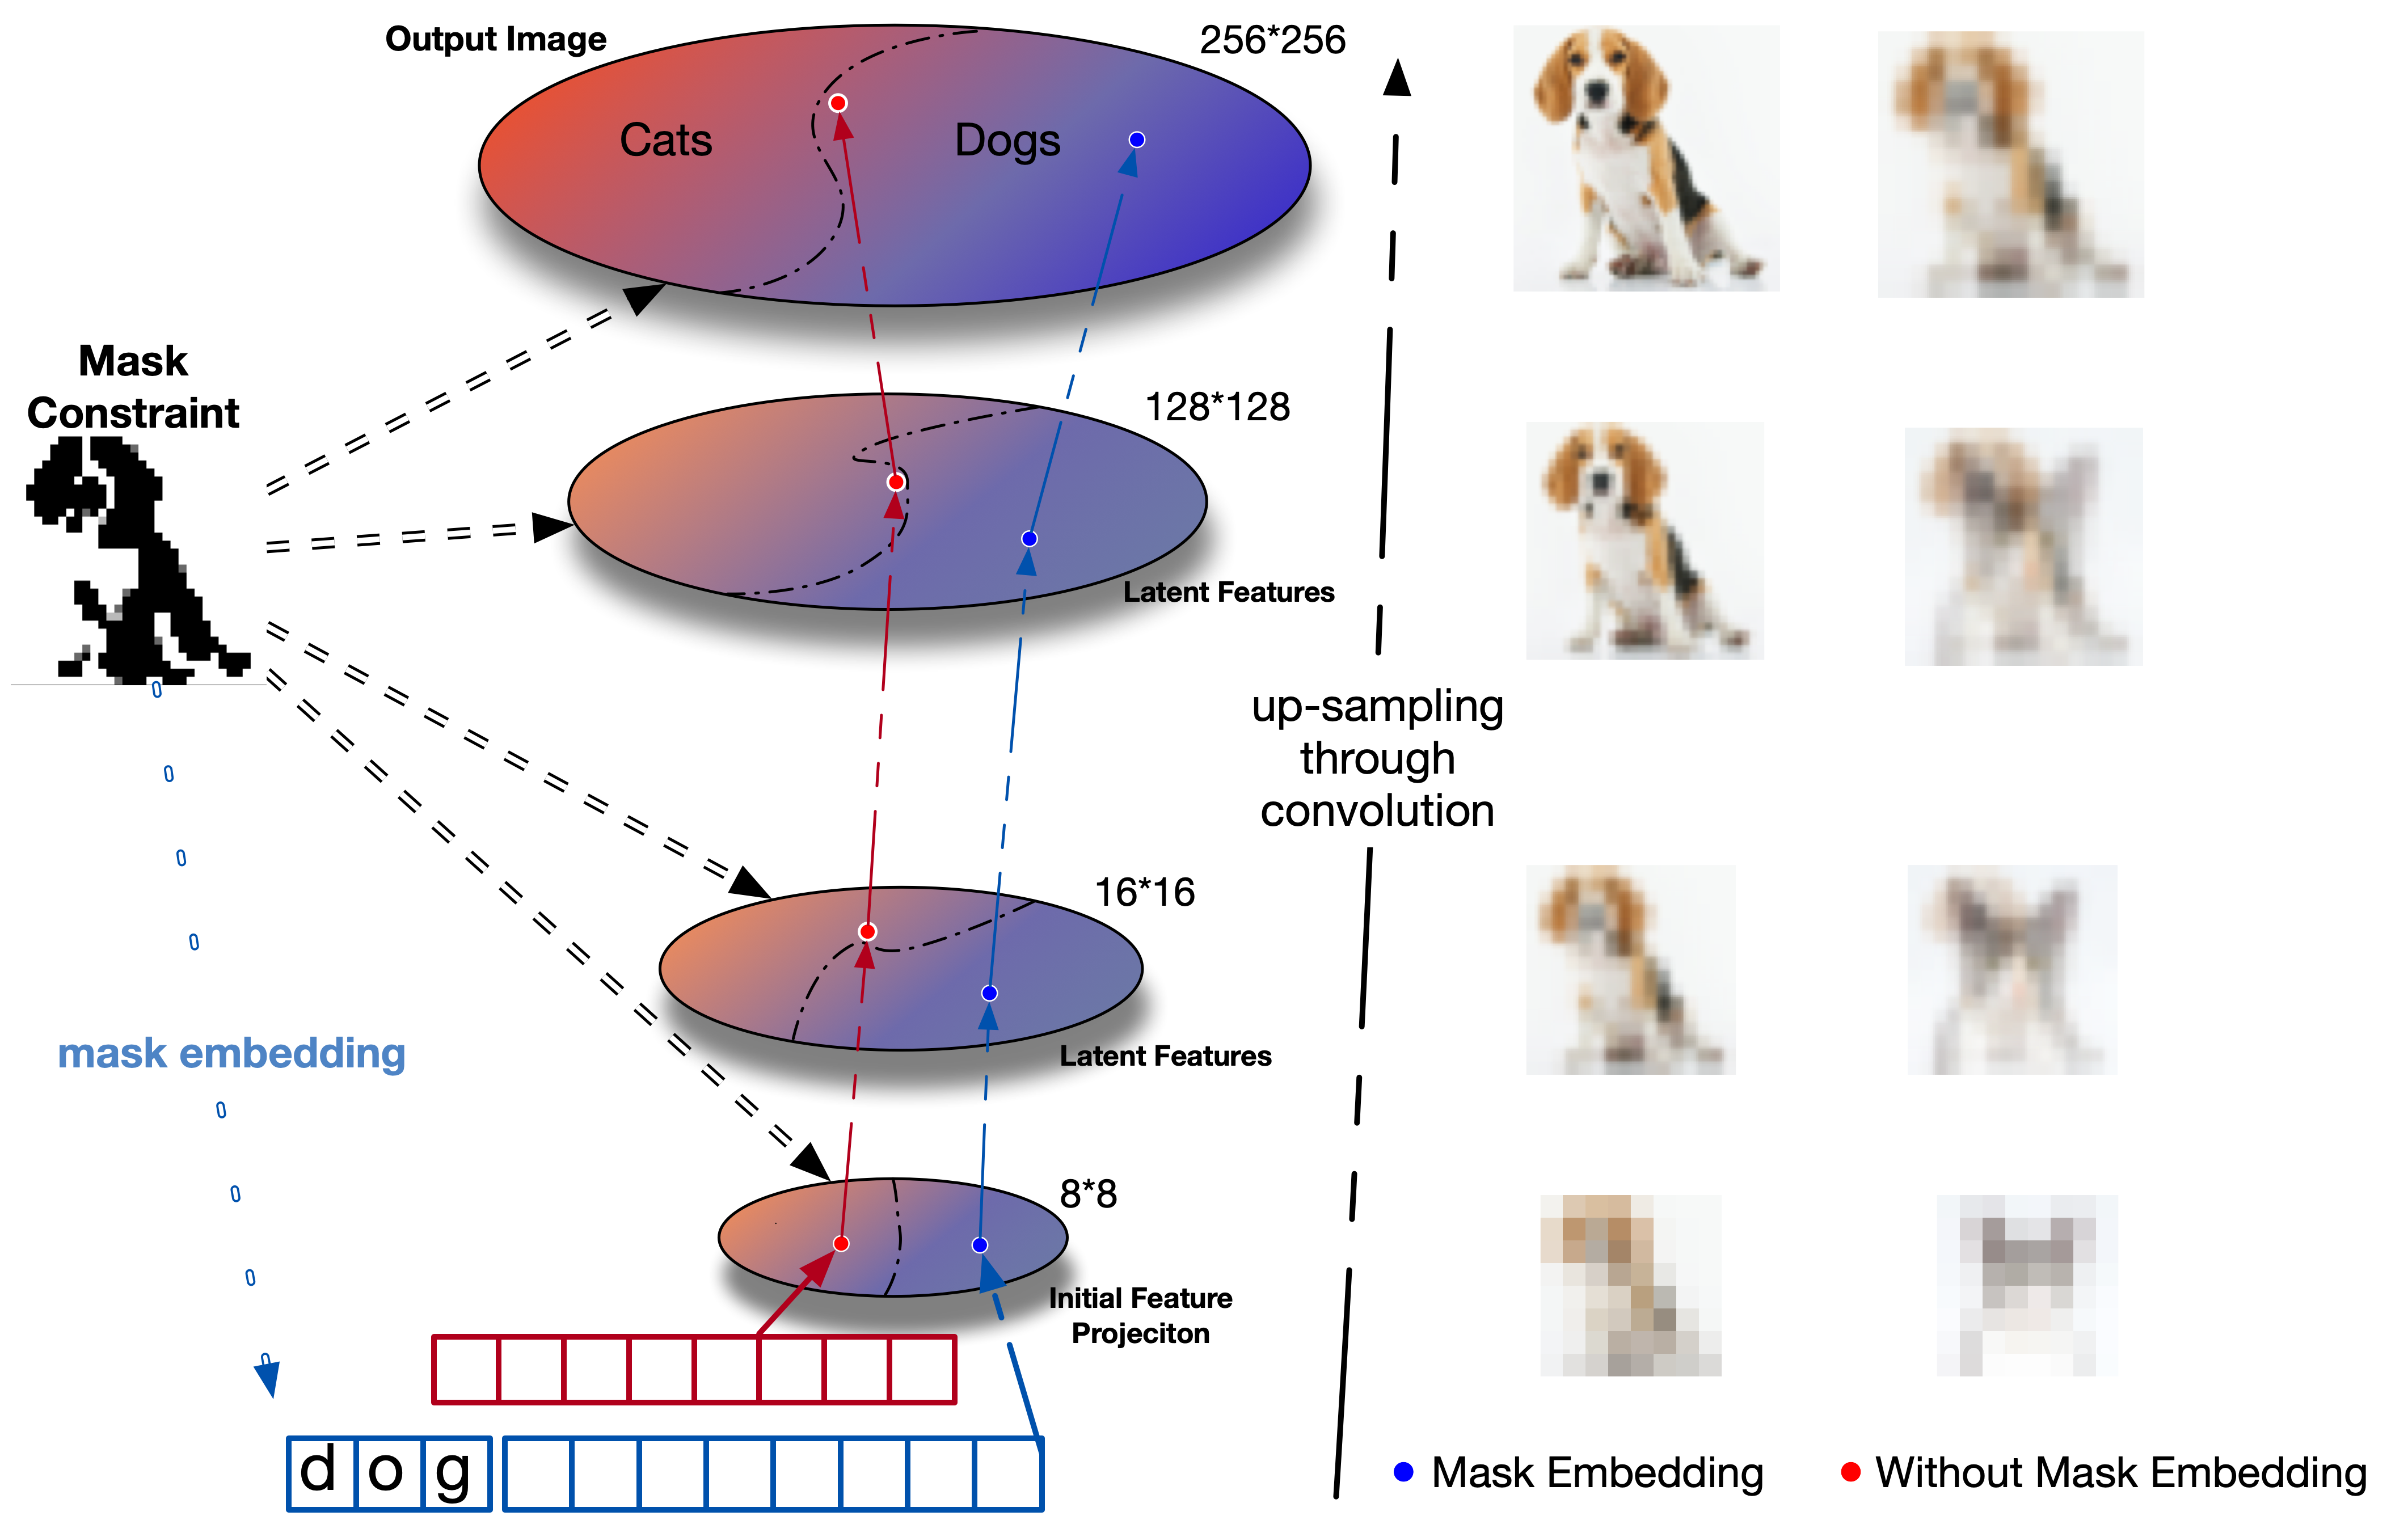 Output Image
256*256
Cats
Dogs
Mask
Constraint
128*128
Latent Features
up-sampling
through
convolution
16*16
mask embedding
Latent Features
8*8
Initial Feature
Projeciton
d o g
Mask Embedding
Without Mask Embedding